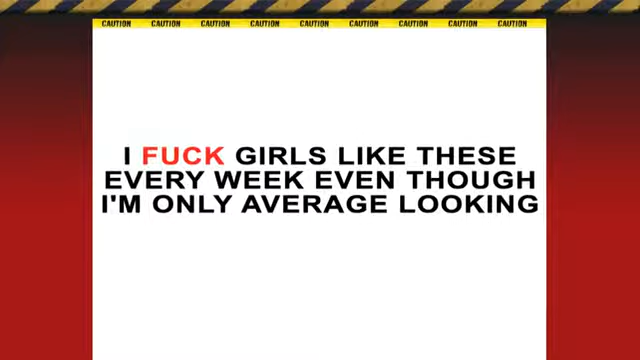 CAUTION CAUTION CAUTION CAUTION CAUTION CAUTION CAUTION CAUTION CAUTION
I FUCK GIRLS LIKE THESE
EVERY WEEK EVEN THOUGH
I'M ONLY AVERAGE LOOKING